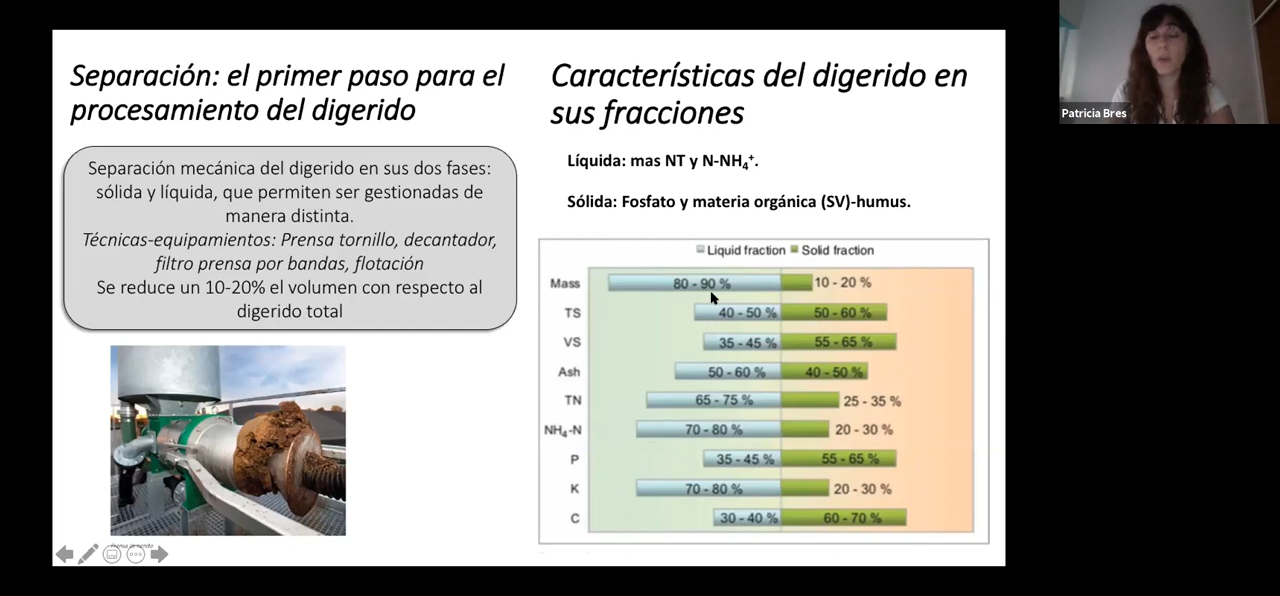 Separación: el primer paso para el
procesamiento del digerido
Separación mecánica del digerido en sus dos fases:
sólida y líquida, que permiten ser gestionadas de
manera distinta.
Técnicas-equipamientos: Prensa tornillo, decantador,
filtro prensa por bandas, flotación
Se reduce un 10-20% el volumen con respecto al
digerido total
Características del digerido en
sus fracciones
Líquida: mas NT y N-NH₄⁺.
Sólida: Fosfato y materia orgánica (SV)-humus.
Liquid fraction Solid fraction
Mass 80 - 90 % 10 - 20 %
TS 40 - 50 % 50 - 60 %
VS 35 - 45 % 55 - 65 %
Ash 50 - 60 % 40 - 50 %
TN 65 - 75 % 25 - 35 %
NH₄-N 70 - 80 % 20 - 30 %
P 35 - 45 % 55 - 65 %
K 70 - 80 % 20 - 30 %
C 30 - 40 % 60 - 70 %
Patricia Bres